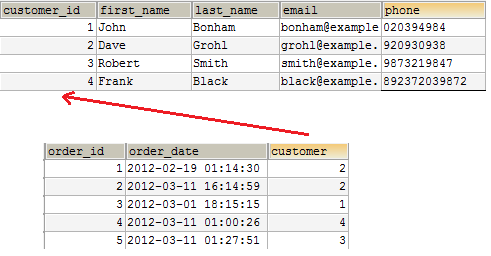 customer_id first_name last_name email phone
1 John Bonham bonham@example 020394984
2 Dave Grohl grohl@example. 920930938
3 Robert Smith smith@example. 9873219847
4 Frank Black black@example. 892372039872
order_id order_date customer
1 2012-02-19 01:14:30 2
2 2012-03-11 16:14:59 2
3 2012-03-01 18:15:15 1
4 2012-03-11 01:00:26 4
5 2012-03-11 01:27:51 3